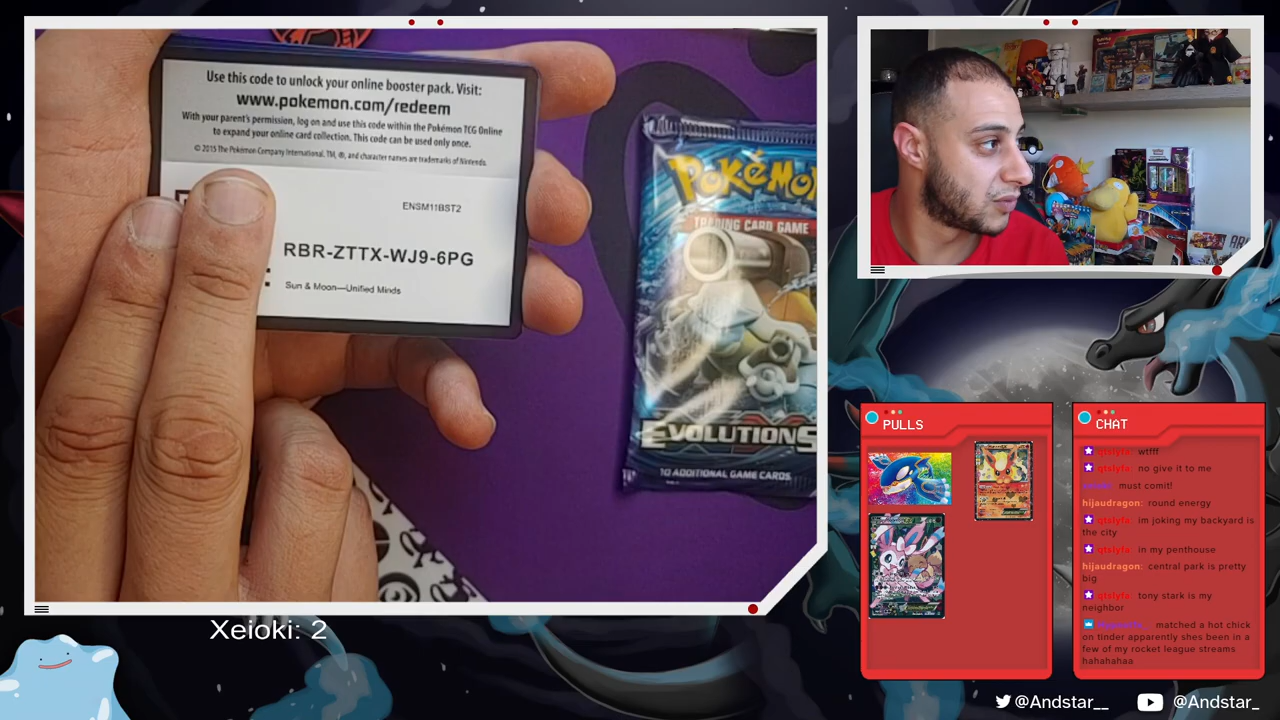 Use this code to unlock your online booster pack. Visit:
www.pokemon.com/redeem
With your parent's permission, log on and use this code within the Pokémon TCG Online
to expand your online card collection. This code can be used only once.
© 2015 The Pokémon Company International. TM, ®, and character names are trademarks of Nintendo.
ENSM11BST2
RBR-ZTTX-WJ9-6PG
Sun & Moon—Unified Minds
POKéMO
TRADING CARD GAME
EVOLUTIONS
10 ADDITIONAL GAME CARDS
Xeioki: 2
PULLS
CHAT
qtslyfa: wtfff
qtslyfa: no give it to me
must comit!
hijaudragon: round energy
qtslyfa: im joking my backyard is
the city
qtslyfa: in my penthouse
hijaudragon: central park is pretty
big
qtslyfa: tony stark is my
neighbor
matched a hot chick
on tinder apparently shes been in a
few of my rocket league streams
hahahahaa
@Andstar__
@Andstar_